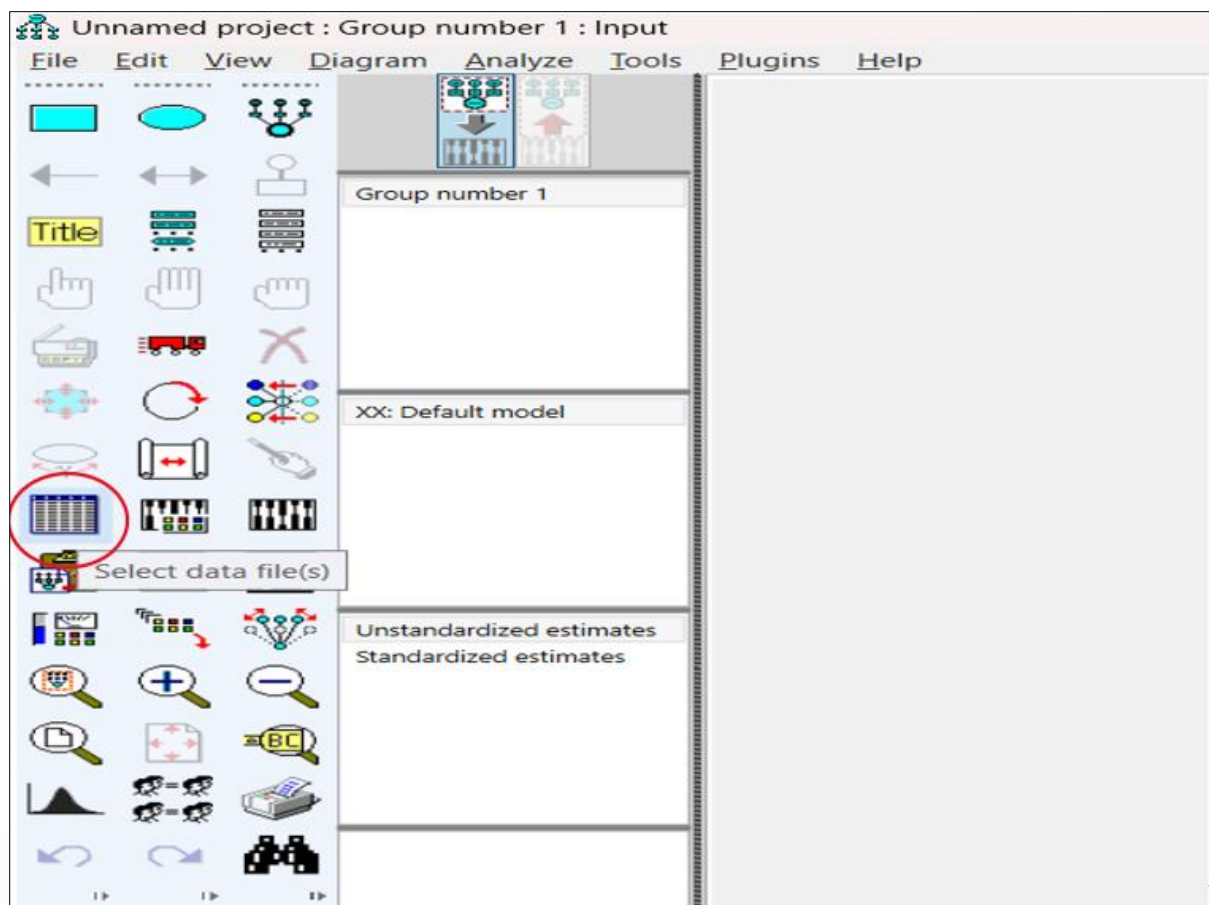 Unnamed project : Group number 1 : Input
File Edit View Diagram Analyze Tools Plugins Help
Group number 1
Title
XX: Default model
Select data file(s)
Unstandardized estimates
Standardized estimates
BC